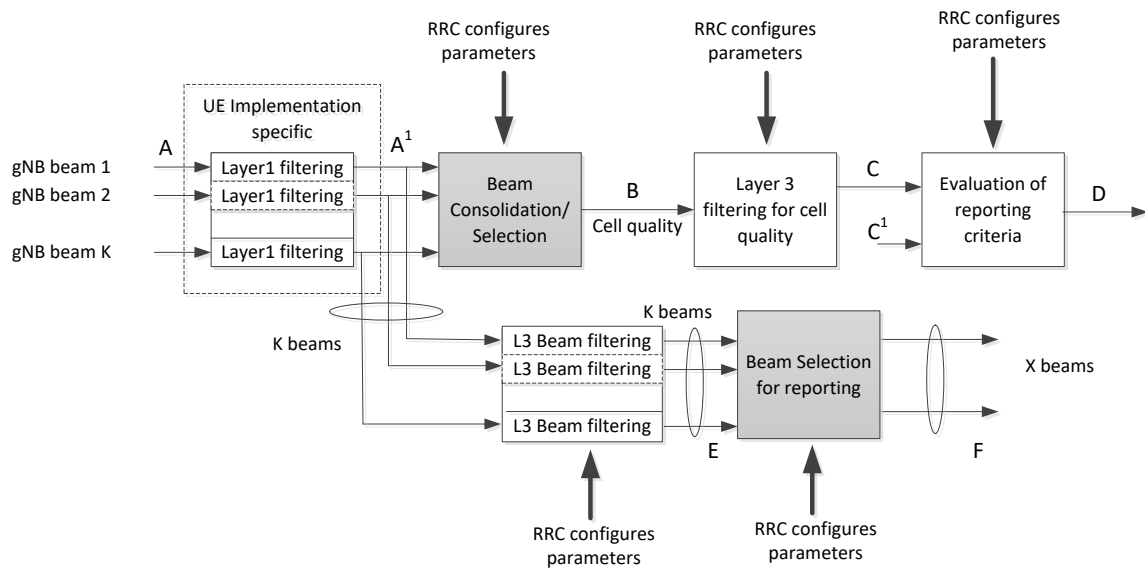 RRC configures
parameters
RRC configures
parameters
RRC configures
parameters
UE Implementation
specific
A
A1
gNB beam 1
Layer1 filtering
gNB beam 2
Layer1 filtering
gNB beam K
Layer1 filtering
Beam
Consolidation/
Selection
B
Cell quality
Layer 3
filtering for cell
quality
C
C1
Evaluation of
reporting
criteria
D
K beams
L3 Beam filtering
L3 Beam filtering
L3 Beam filtering
K beams
E
Beam Selection
for reporting
X beams
F
RRC configures
parameters
RRC configures
parameters